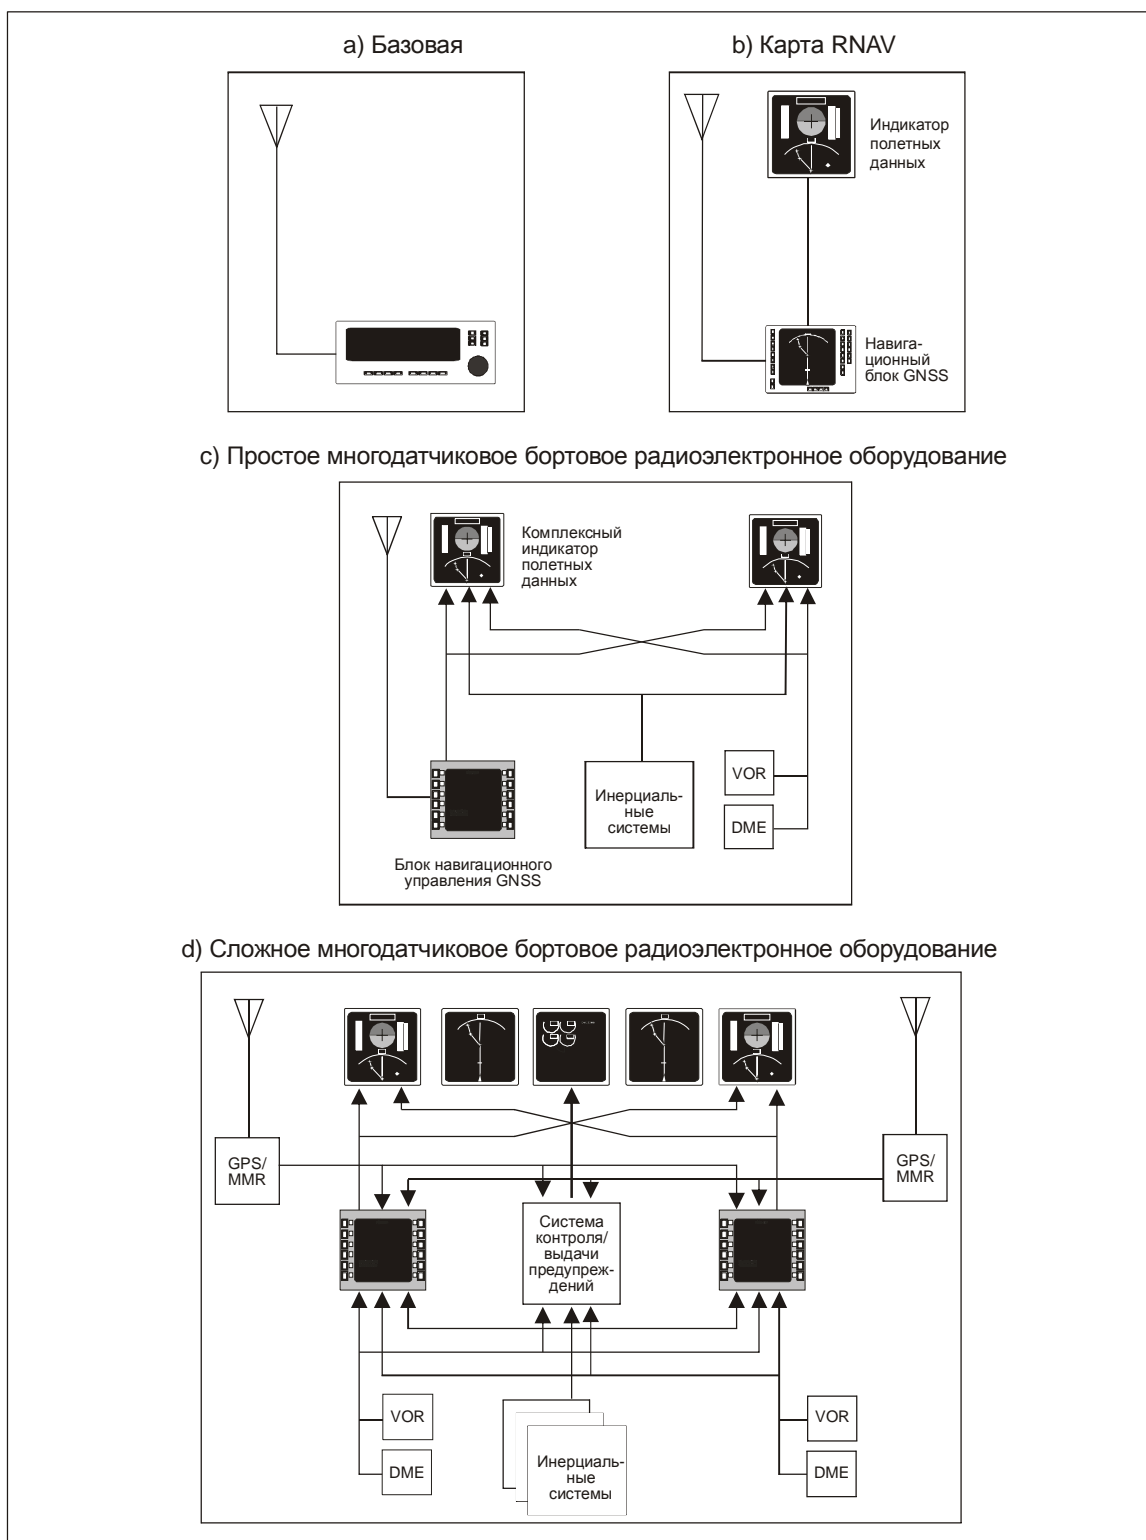 a) Базовая
b) Карта RNAV
Индикатор
полетных
данных
Навига-
ционный
блок GNSS
c) Простое многодатчиковое бортовое радиоэлектронное оборудование
Комплексный
индикатор
полетных
данных
VOR
Инерциаль-
ные
системы
DME
Блок навигационного
управления GNSS
d) Сложное многодатчиковое бортовое радиоэлектронное оборудование
GPS/
MMR
GPS/
MMR
Система
контроля/
выдачи
предупреж-
дений
VOR
VOR
DME
Инерциаль-
ные
системы
DME